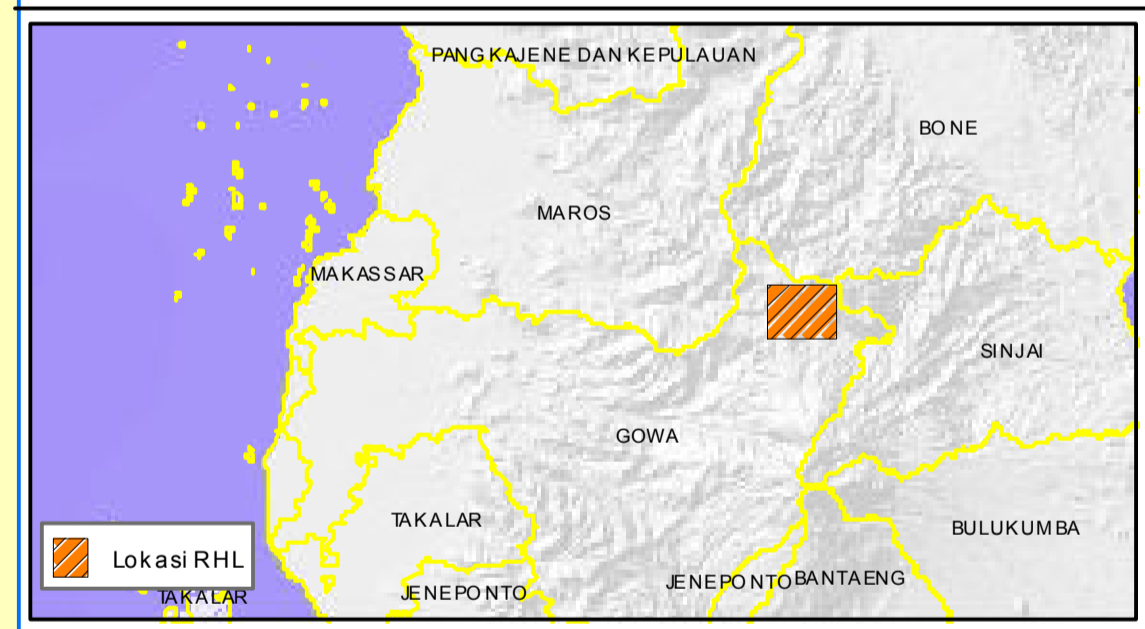 PANGKAJENE DAN KEPULAUAN
BONE
MAROS
MAKASSAR
SINJAI
GOWA
TAKALAR
BULUKUMBA
Lokasi RHL
JENEPONTO
BANTAENG
JENEPONTO
TAKALAR